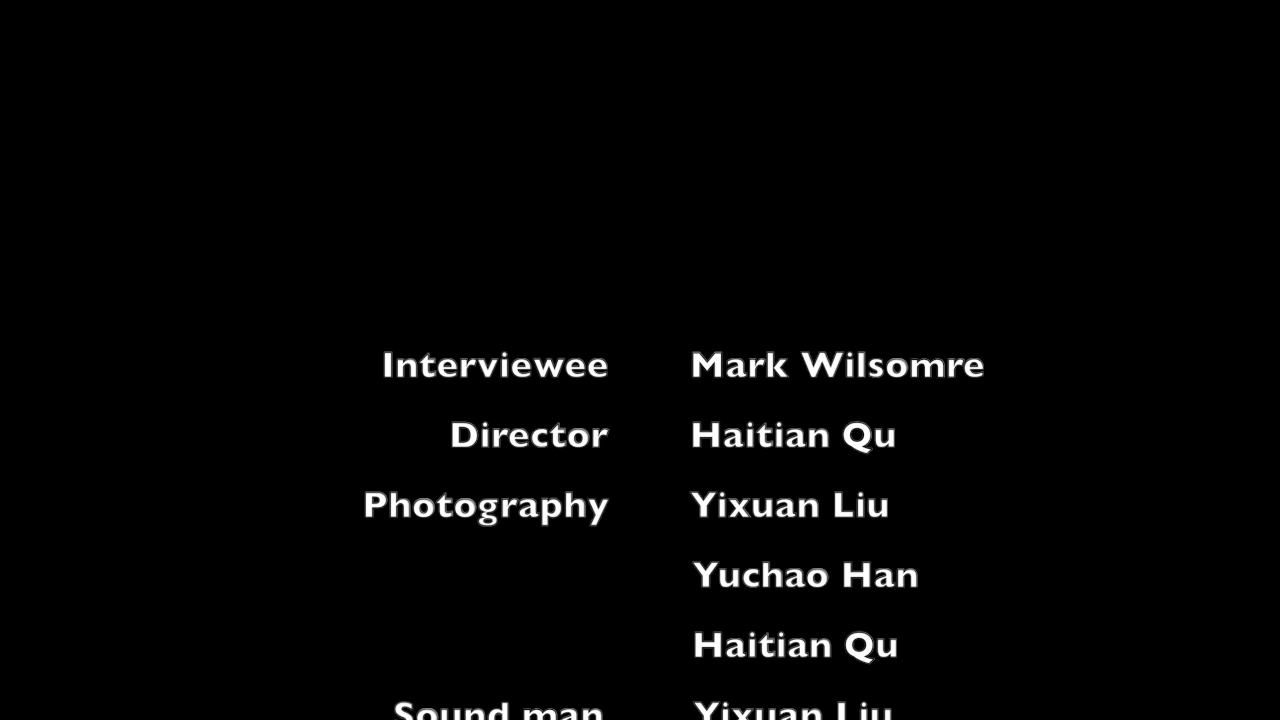 Interviewee Mark Wilsomre
Director Haitian Qu
Photography Yixuan Liu
Yuchao Han
Haitian Qu
Sound man Yixuan Liu